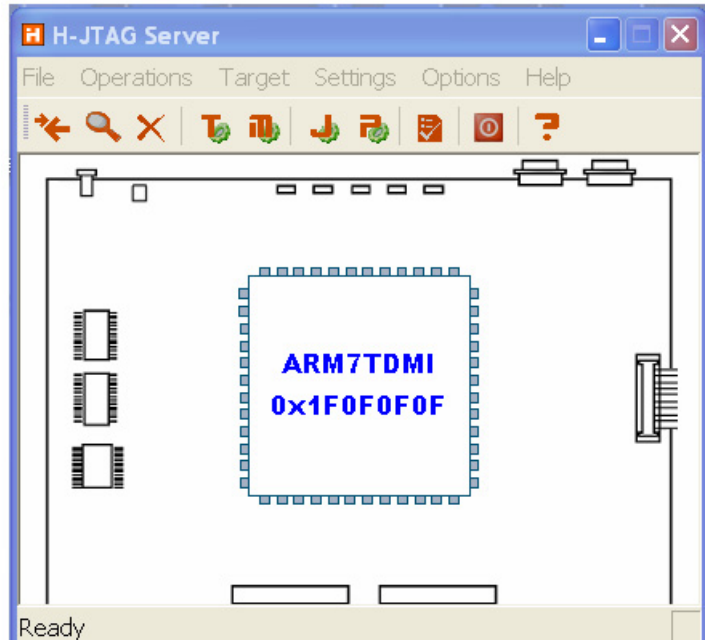 H H-JTAG Server
File Operations Target Settings Options Help
ARM7TDMI
0x1F0F0F0F
Ready